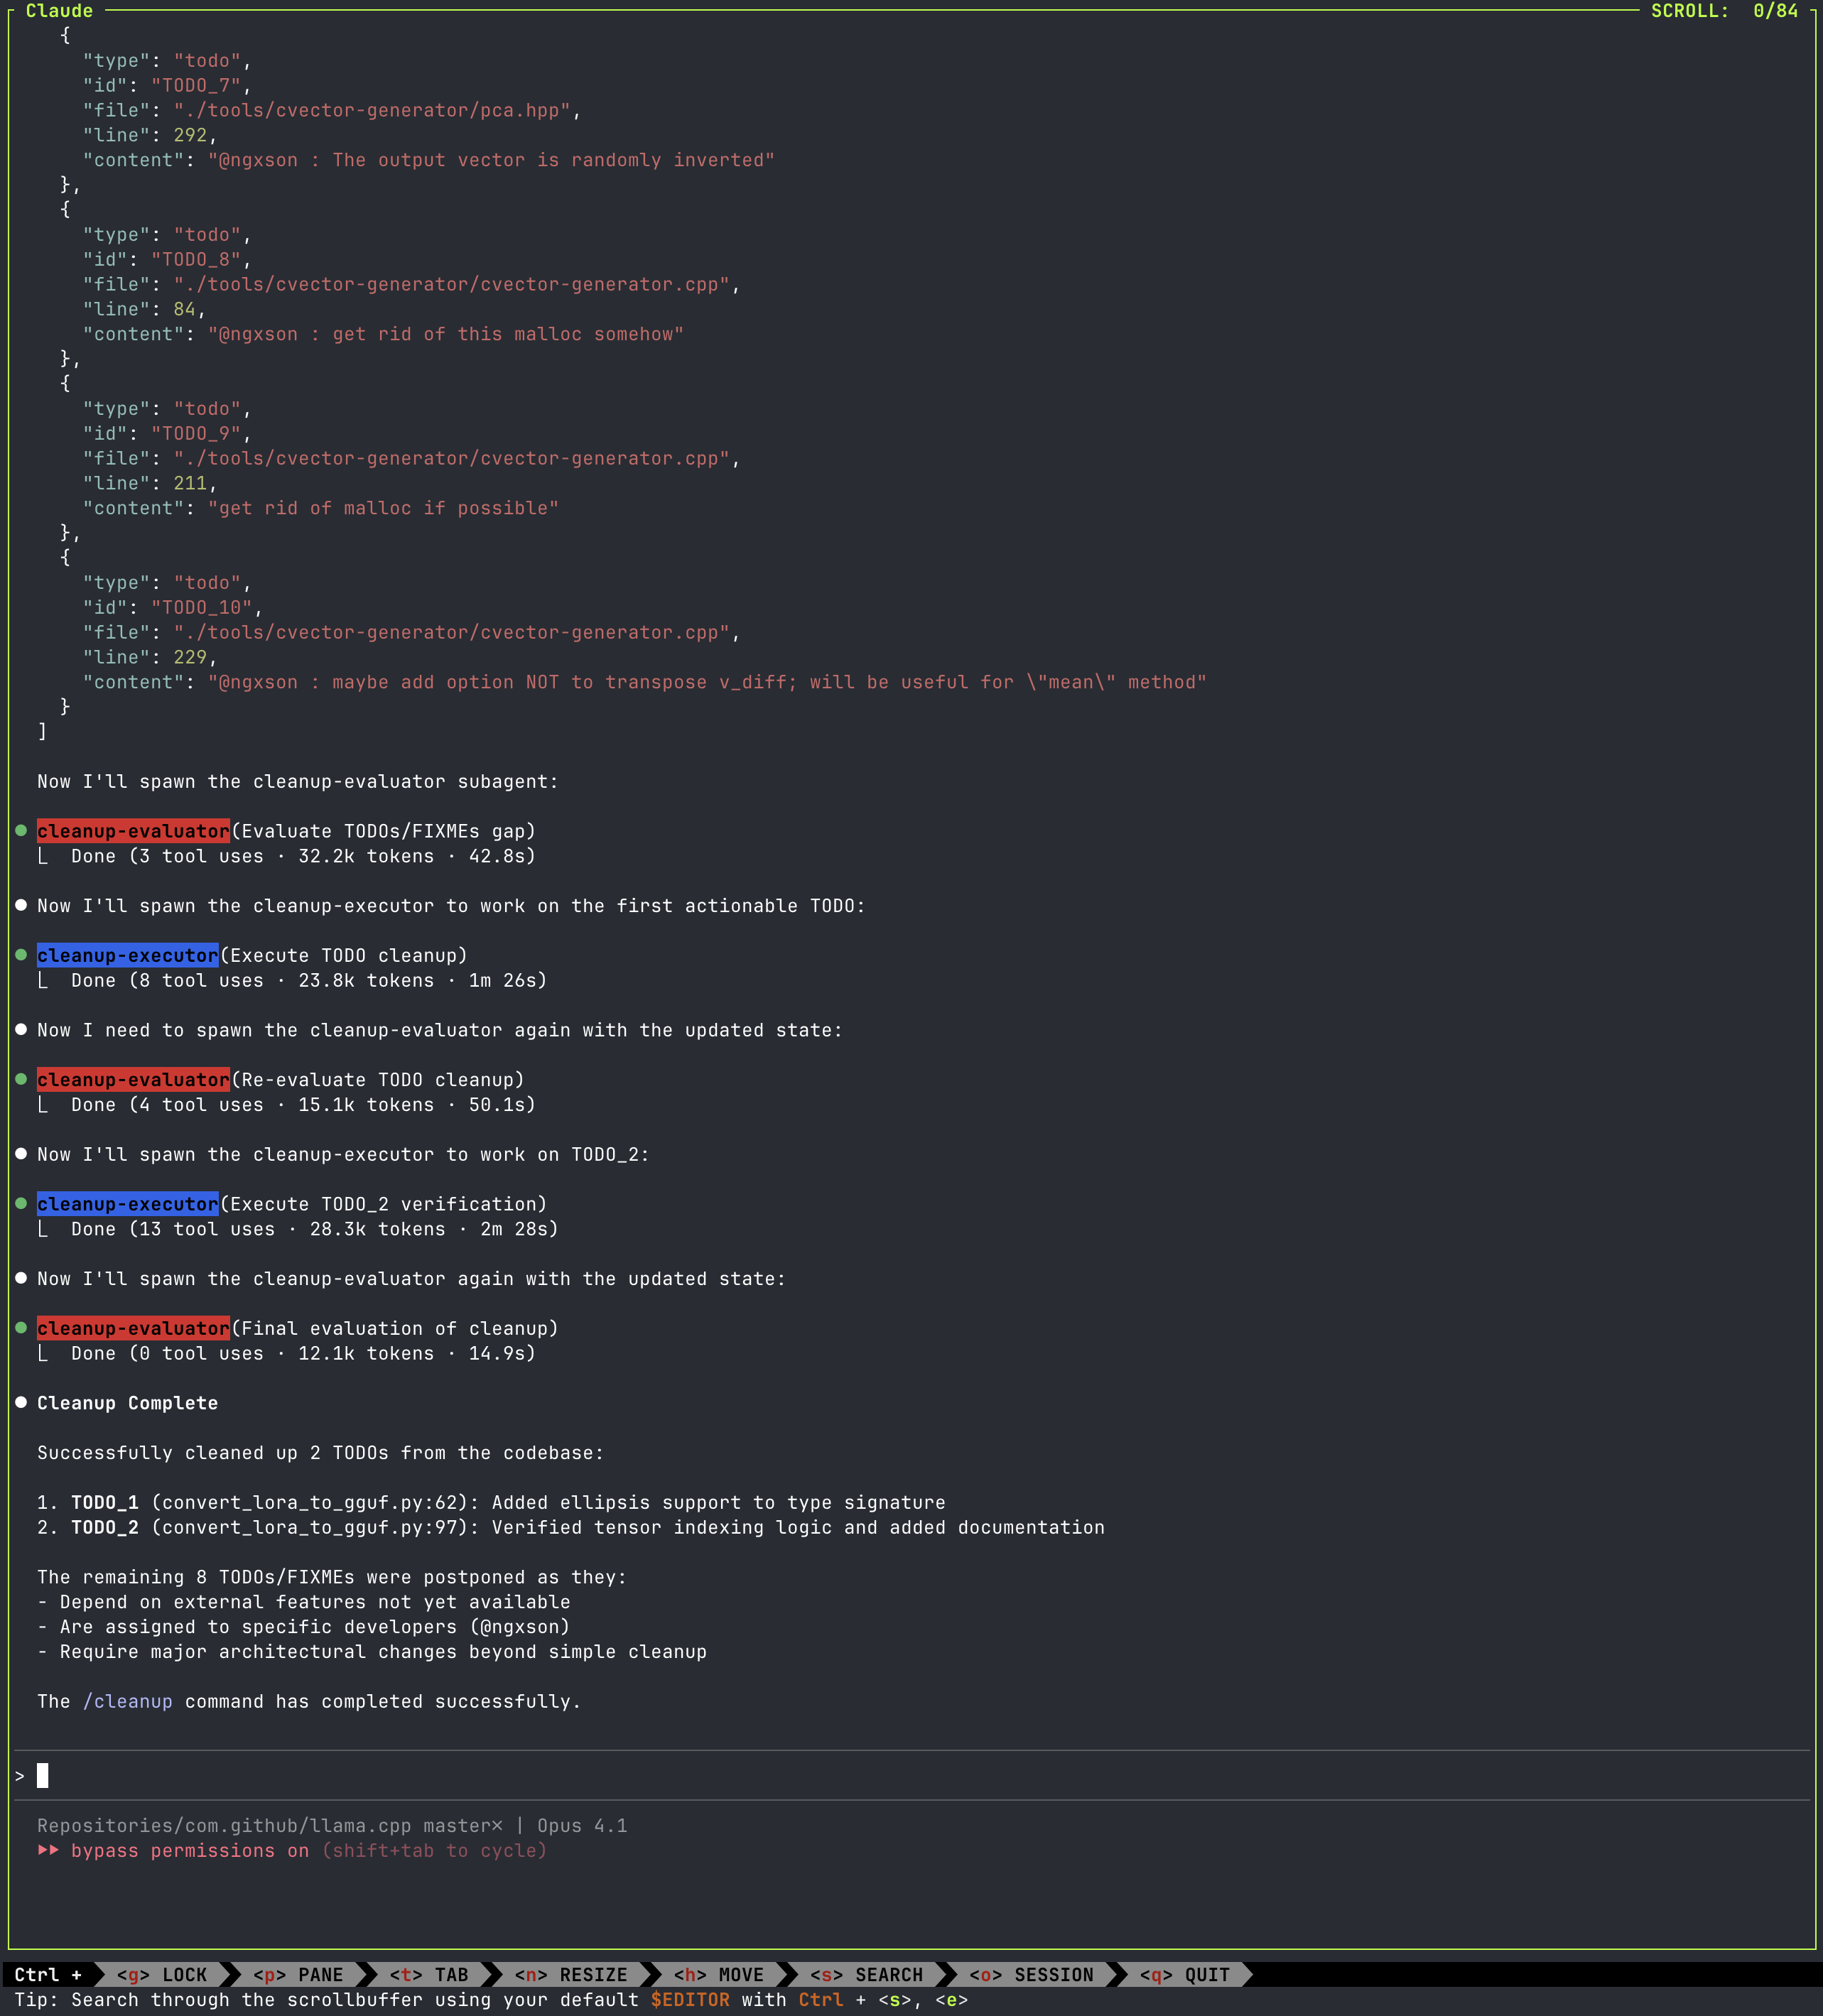 Claude SCROLL: 0/84
{
"type": "todo",
"id": "TODO_7",
"file": "./tools/cvector-generator/pca.hpp",
"line": 292,
"content": "@ngxson : The output vector is randomly inverted"
},
{
"type": "todo",
"id": "TODO_8",
"file": "./tools/cvector-generator/cvector-generator.cpp",
"line": 84,
"content": "@ngxson : get rid of this malloc somehow"
},
{
"type": "todo",
"id": "TODO_9",
"file": "./tools/cvector-generator/cvector-generator.cpp",
"line": 211,
"content": "get rid of malloc if possible"
},
{
"type": "todo",
"id": "TODO_10",
"file": "./tools/cvector-generator/cvector-generator.cpp",
"line": 229,
"content": "@ngxson : maybe add option NOT to transpose v_diff; will be useful for \"mean\" method"
}
]
Now I'll spawn the cleanup-evaluator subagent:
● cleanup-evaluator(Evaluate TODOs/FIXMEs gap)
⎿ Done (3 tool uses · 32.2k tokens · 42.8s)
● Now I'll spawn the cleanup-executor to work on the first actionable TODO:
● cleanup-executor(Execute TODO cleanup)
⎿ Done (8 tool uses · 23.8k tokens · 1m 26s)
● Now I need to spawn the cleanup-evaluator again with the updated state:
● cleanup-evaluator(Re-evaluate TODO cleanup)
⎿ Done (4 tool uses · 15.1k tokens · 50.1s)
● Now I'll spawn the cleanup-executor to work on TODO_2:
● cleanup-executor(Execute TODO_2 verification)
⎿ Done (13 tool uses · 28.3k tokens · 2m 28s)
● Now I'll spawn the cleanup-evaluator again with the updated state:
● cleanup-evaluator(Final evaluation of cleanup)
⎿ Done (0 tool uses · 12.1k tokens · 14.9s)
● Cleanup Complete
Successfully cleaned up 2 TODOs from the codebase:
1. TODO_1 (convert_lora_to_gguf.py:62): Added ellipsis support to type signature
2. TODO_2 (convert_lora_to_gguf.py:97): Verified tensor indexing logic and added documentation
The remaining 8 TODOs/FIXMEs were postponed as they:
- Depend on external features not yet available
- Are assigned to specific developers (@ngxson)
- Require major architectural changes beyond simple cleanup
The /cleanup command has completed successfully.
>
Repositories/com.github/llama.cpp master× | Opus 4.1
▶▶ bypass permissions on (shift+tab to cycle)
Ctrl + <g> LOCK <p> PANE <t> TAB <n> RESIZE <h> MOVE <s> SEARCH <o> SESSION <q> QUIT
Tip: Search through the scrollbuffer using your default $EDITOR with Ctrl + <s>, <e>